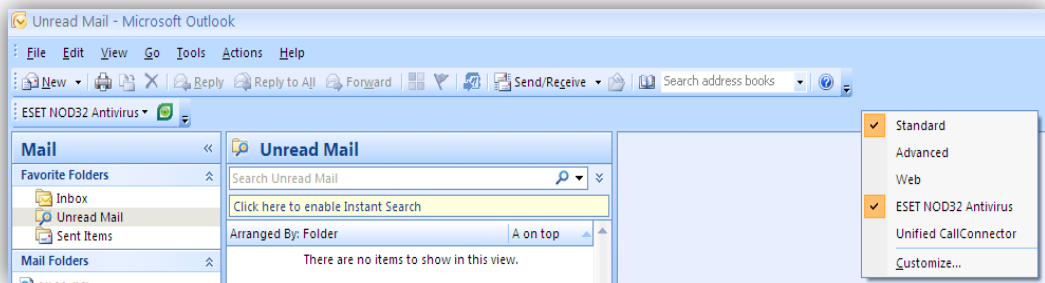 Unread Mail - Microsoft Outlook
File Edit View Go Tools Actions Help
New Reply Reply to All Forward Send/Receive Search address books
ESET NOD32 Antivirus
Mail
Favorite Folders
Inbox
Unread Mail
Sent Items
Mail Folders
Unread Mail
Search Unread Mail
Click here to enable Instant Search
Arranged By: Folder A on top
There are no items to show in this view.
Standard
Advanced
Web
ESET NOD32 Antivirus
Unified CallConnector
Customize...